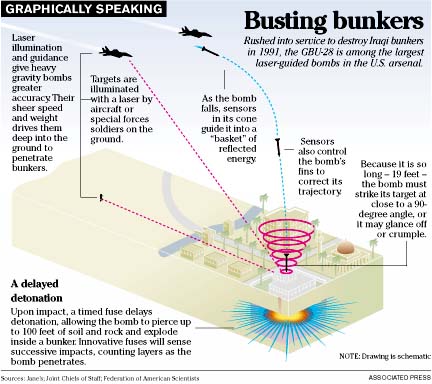 GRAPHICALLY SPEAKING
Busting bunkers
Rushed into service to destroy Iraqi bunkers
in 1991, the GBU-28 is among the largest
laser-guided bombs in the U.S. arsenal.
Laser
illumination
and guidance
give heavy
gravity bombs
greater
accuracy. Their
sheer speed
and weight
drives them
deep into the
ground to
penetrate
bunkers.
Targets are
illuminated
with a laser by
aircraft or
special forces
soldiers on the
ground.
As the bomb
falls, sensors
in its cone
guide it into a
“basket” of
reflected
energy.
Sensors
also control
the bomb's
fins to
correct its
trajectory.
Because it is so
long – 19 feet –
the bomb must
strike its target at
close to a 90-
degree angle, or
it may glance off
or crumple.
A delayed
detonation
Upon impact, a timed fuse delays
detonation, allowing the bomb to pierce up
to 100 feet of soil and rock and explode
inside a bunker. Innovative fuses will sense
successive impacts, counting layers as the
bomb penetrates.
NOTE: Drawing is schematic
Sources: Jane's; Joint Chiefs of Staff; Federation of American Scientists
ASSOCIATED PRESS